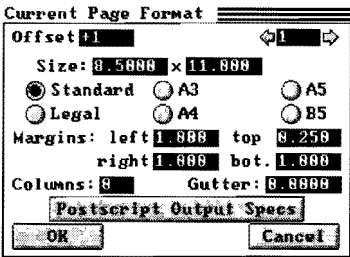 Current Page Format
Offset +1 1
Size: 8.5000 x 11.000
Standard A3 A5
Legal A4 B5
Margins: left 1.000 top 0.250
right 1.000 bot. 1.000
Columns: 0 Gutter: 0.0000
Postscript Output Specs
OK Cancel